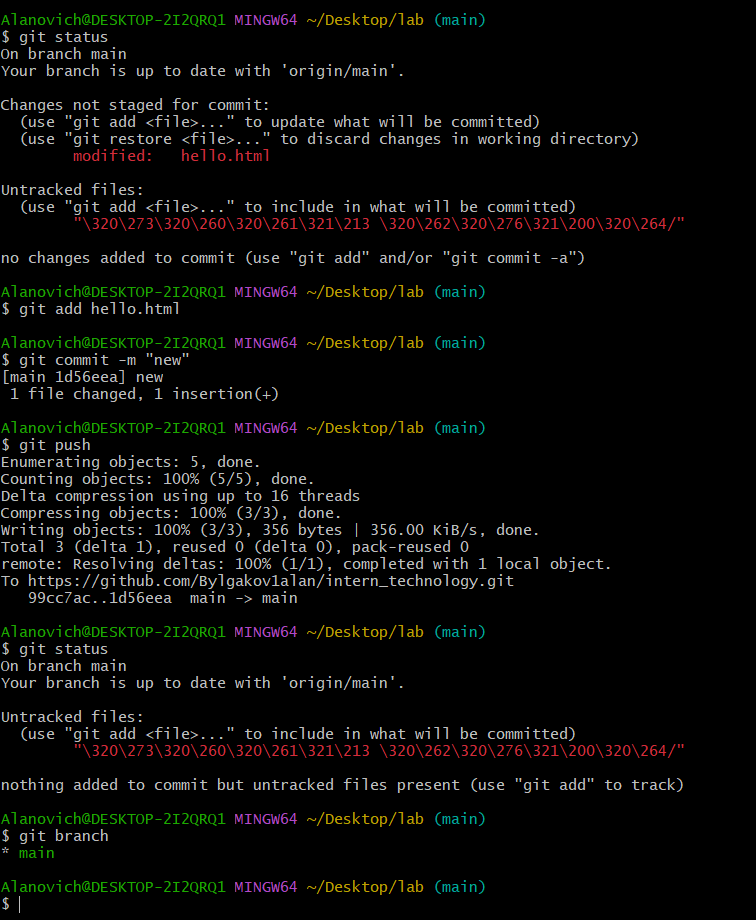 Alanovich@DESKTOP-2I2QRQ1 MINGW64 ~/Desktop/lab (main)
$ git status
On branch main
Your branch is up to date with 'origin/main'.
Changes not staged for commit:
  (use "git add <file>..." to update what will be committed)
  (use "git restore <file>..." to discard changes in working directory)
        modified:   hello.html
Untracked files:
  (use "git add <file>..." to include in what will be committed)
        "\320\273\320\260\320\261\321\213 \320\262\320\276\321\200\320\264/"
no changes added to commit (use "git add" and/or "git commit -a")
Alanovich@DESKTOP-2I2QRQ1 MINGW64 ~/Desktop/lab (main)
$ git add hello.html
Alanovich@DESKTOP-2I2QRQ1 MINGW64 ~/Desktop/lab (main)
$ git commit -m "new"
[main 1d56eea] new
 1 file changed, 1 insertion(+)
Alanovich@DESKTOP-2I2QRQ1 MINGW64 ~/Desktop/lab (main)
$ git push
Enumerating objects: 5, done.
Counting objects: 100% (5/5), done.
Delta compression using up to 16 threads
Compressing objects: 100% (3/3), done.
Writing objects: 100% (3/3), 356 bytes | 356.00 KiB/s, done.
Total 3 (delta 1), reused 0 (delta 0), pack-reused 0
remote: Resolving deltas: 100% (1/1), completed with 1 local object.
To https://github.com/Bylgakov1alan/intern_technology.git
   99cc7ac..1d56eea  main -> main
Alanovich@DESKTOP-2I2QRQ1 MINGW64 ~/Desktop/lab (main)
$ git status
On branch main
Your branch is up to date with 'origin/main'.
Untracked files:
  (use "git add <file>..." to include in what will be committed)
        "\320\273\320\260\320\261\321\213 \320\262\320\276\321\200\320\264/"
nothing added to commit but untracked files present (use "git add" to track)
Alanovich@DESKTOP-2I2QRQ1 MINGW64 ~/Desktop/lab (main)
$ git branch
* main
Alanovich@DESKTOP-2I2QRQ1 MINGW64 ~/Desktop/lab (main)
$